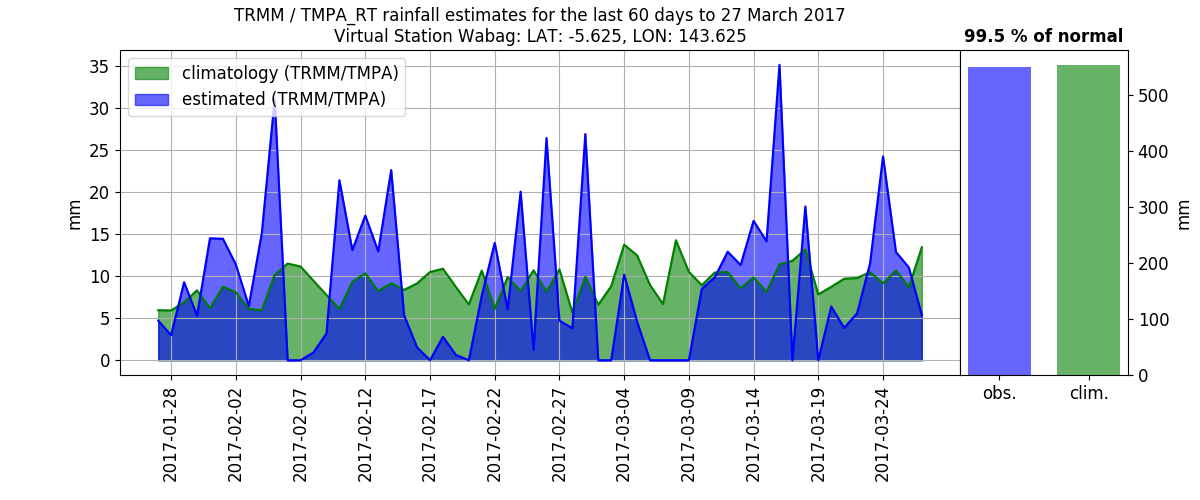 TRMM / TMPA_RT rainfall estimates for the last 60 days to 27 March 2017
Virtual Station Wabag: LAT: -5.625, LON: 143.625
99.5 % of normal
climatology (TRMM/TMPA)
estimated (TRMM/TMPA)
mm
35
30
25
20
15
10
5
0
2017-01-28
2017-02-02
2017-02-07
2017-02-12
2017-02-17
2017-02-22
2017-02-27
2017-03-04
2017-03-09
2017-03-14
2017-03-19
2017-03-24
500
400
300
200
100
0
mm
obs.
clim.